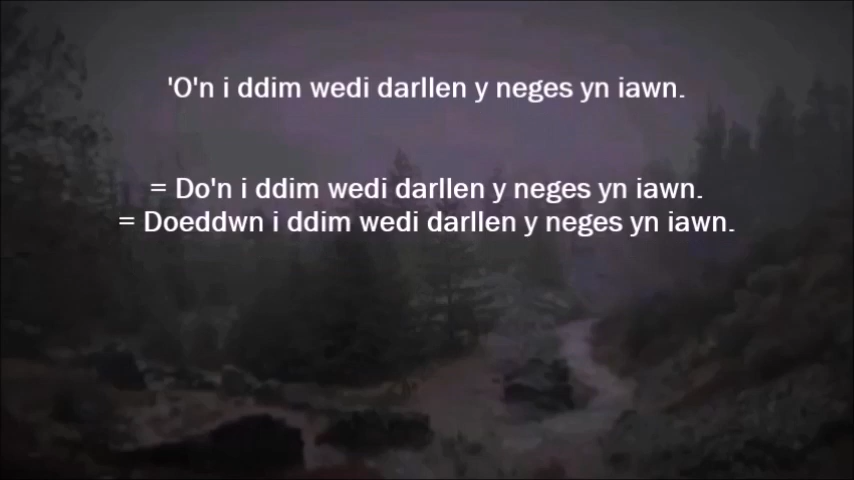 'O'n i ddim wedi darllen y neges yn iawn.
= Do'n i ddim wedi darllen y neges yn iawn.
= Doeddwn i ddim wedi darllen y neges yn iawn.